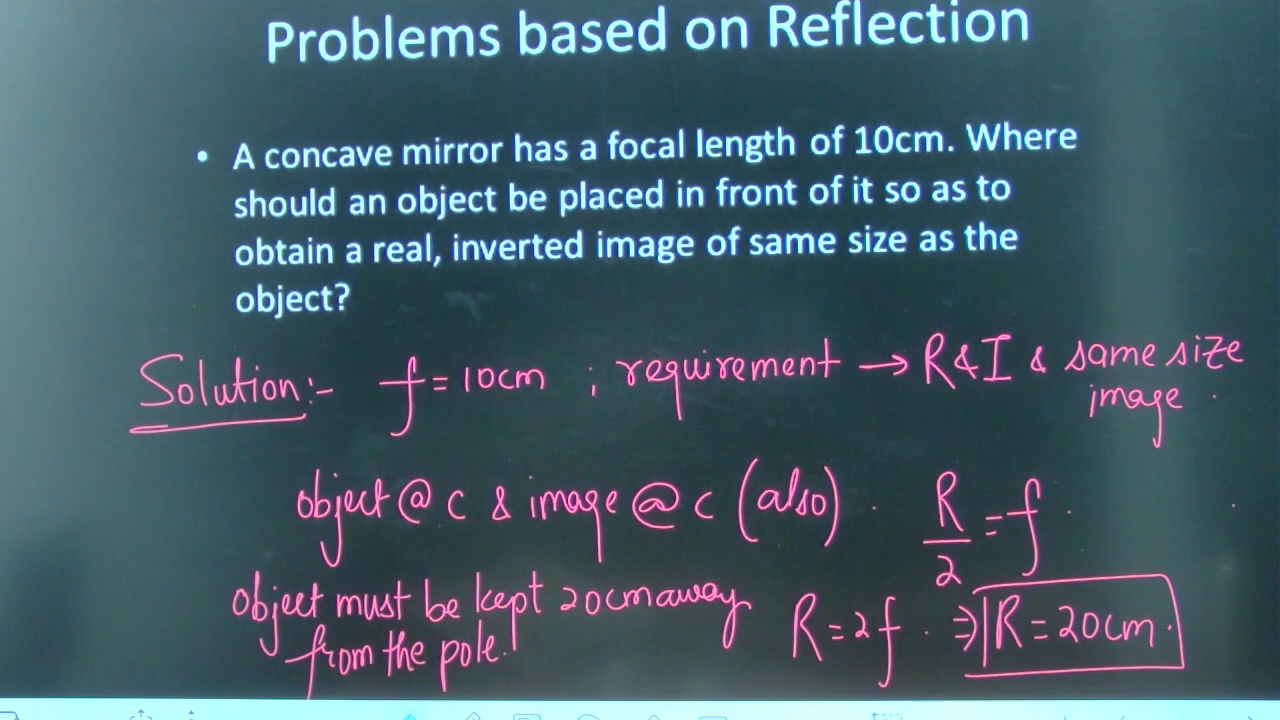 Problems based on Reflection
• A concave mirror has a focal length of 10cm. Where
should an object be placed in front of it so as to
obtain a real, inverted image of same size as the
object?
Solution:- f = 10cm ; requirement → R & I & same size
image.
object @ c & image @ c (also). R/2 = f.
object must be kept 20cm away
from the pole. R = 2f. ⇒ R = 20cm.